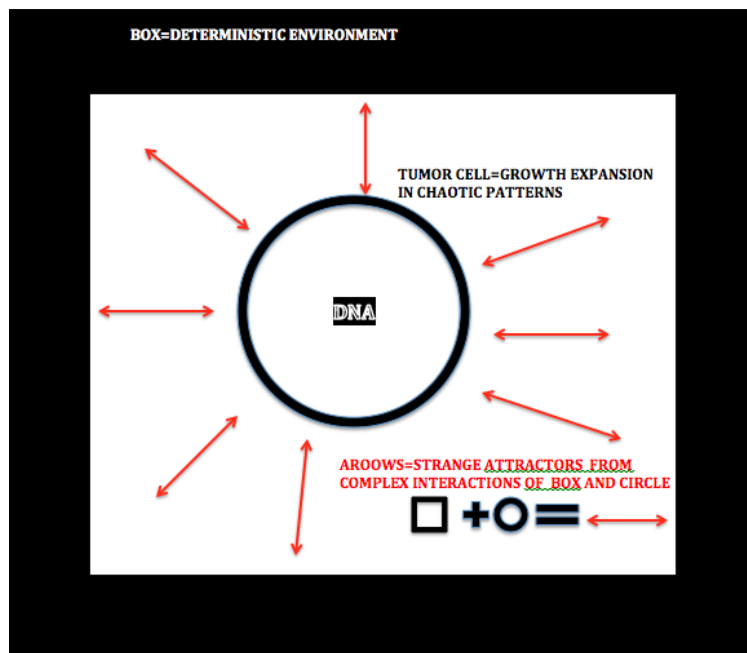 BOX=DETERMINISTIC ENVIRONMENT
TUMOR CELL=GROWTH EXPANSION
IN CHAOTIC PATTERNS
DNA
AROOWS=STRANGE ATTRACTORS FROM
COMPLEX INTERACTIONS OF BOX AND CIRCLE